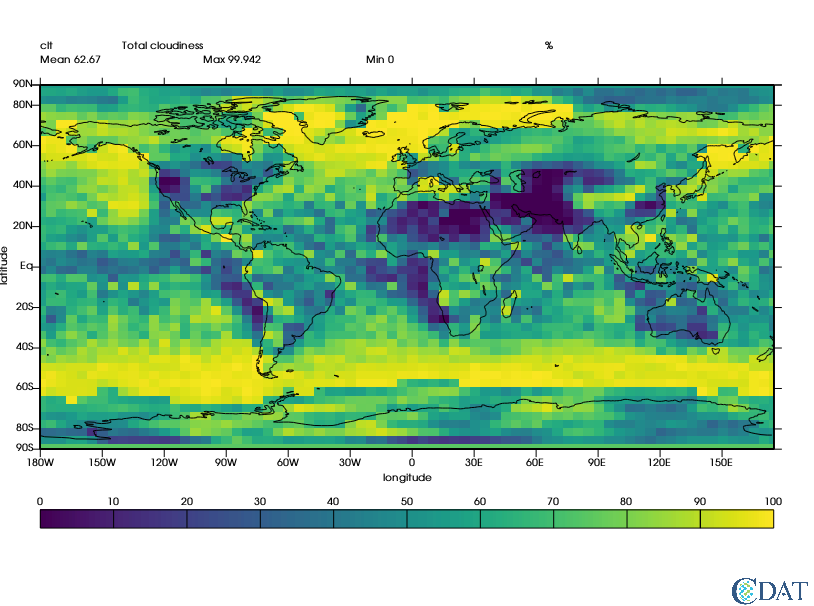 clt Total cloudiness %
Mean 62.67 Max 99.942 Min 0
90N
80N
60N
40N
20N
Eq
20S
40S
60S
80S
90S
latitude
180W 150W 120W 90W 60W 30W 0 30E 60E 90E 120E 150E
longitude
0 10 20 30 40 50 60 70 80 90 100
CDAT